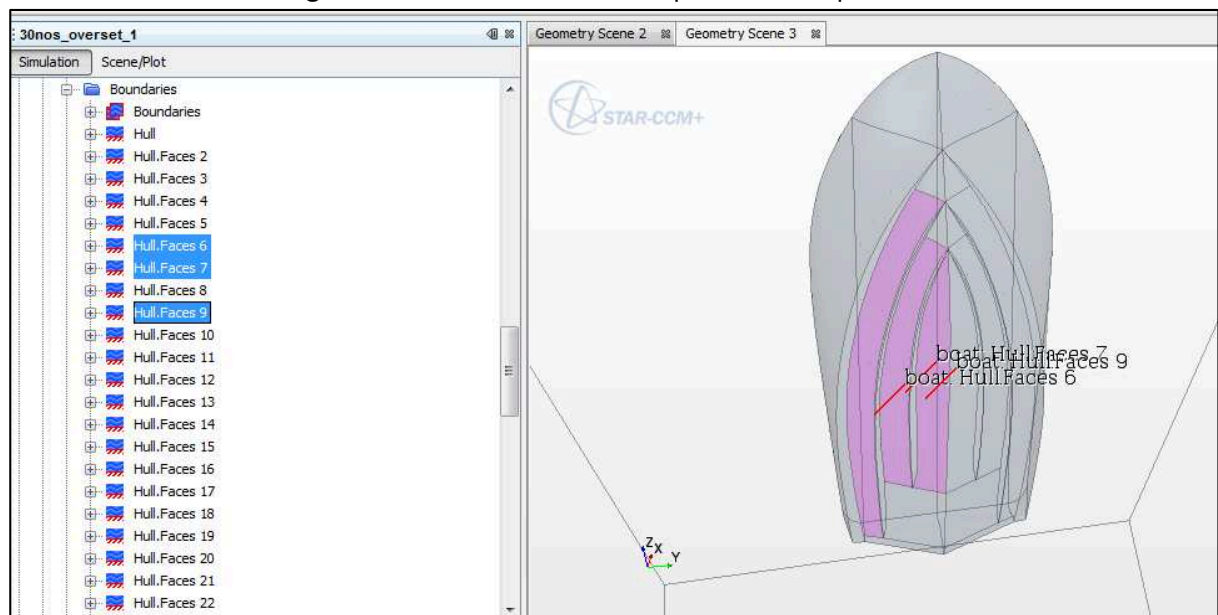 30nos_overset_1
Simulation Scene/Plot
Boundaries
Boundaries
Hull
Hull.Faces 2
Hull.Faces 3
Hull.Faces 4
Hull.Faces 5
Hull.Faces 6
Hull.Faces 7
Hull.Faces 8
Hull.Faces 9
Hull.Faces 10
Hull.Faces 11
Hull.Faces 12
Hull.Faces 13
Hull.Faces 14
Hull.Faces 15
Hull.Faces 16
Hull.Faces 17
Hull.Faces 18
Hull.Faces 19
Hull.Faces 20
Hull.Faces 21
Hull.Faces 22
Geometry Scene 2 Geometry Scene 3
STAR-CCM+
boat: Hull.Faces 7
boat: Hull.Faces 9
boat: Hull.Faces 6
Z X Y